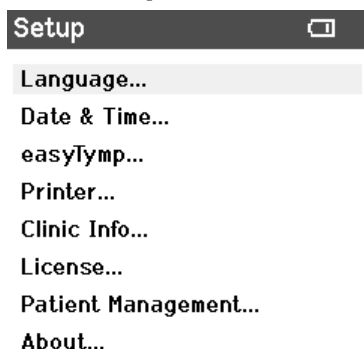 Setup
Language...
Date & Time...
easyTymp...
Printer...
Clinic Info...
License...
Patient Management...
About...